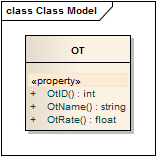 class Class Model
OT
«property»
+ OtID() : int
+ OtName() : string
+ OtRate() : float